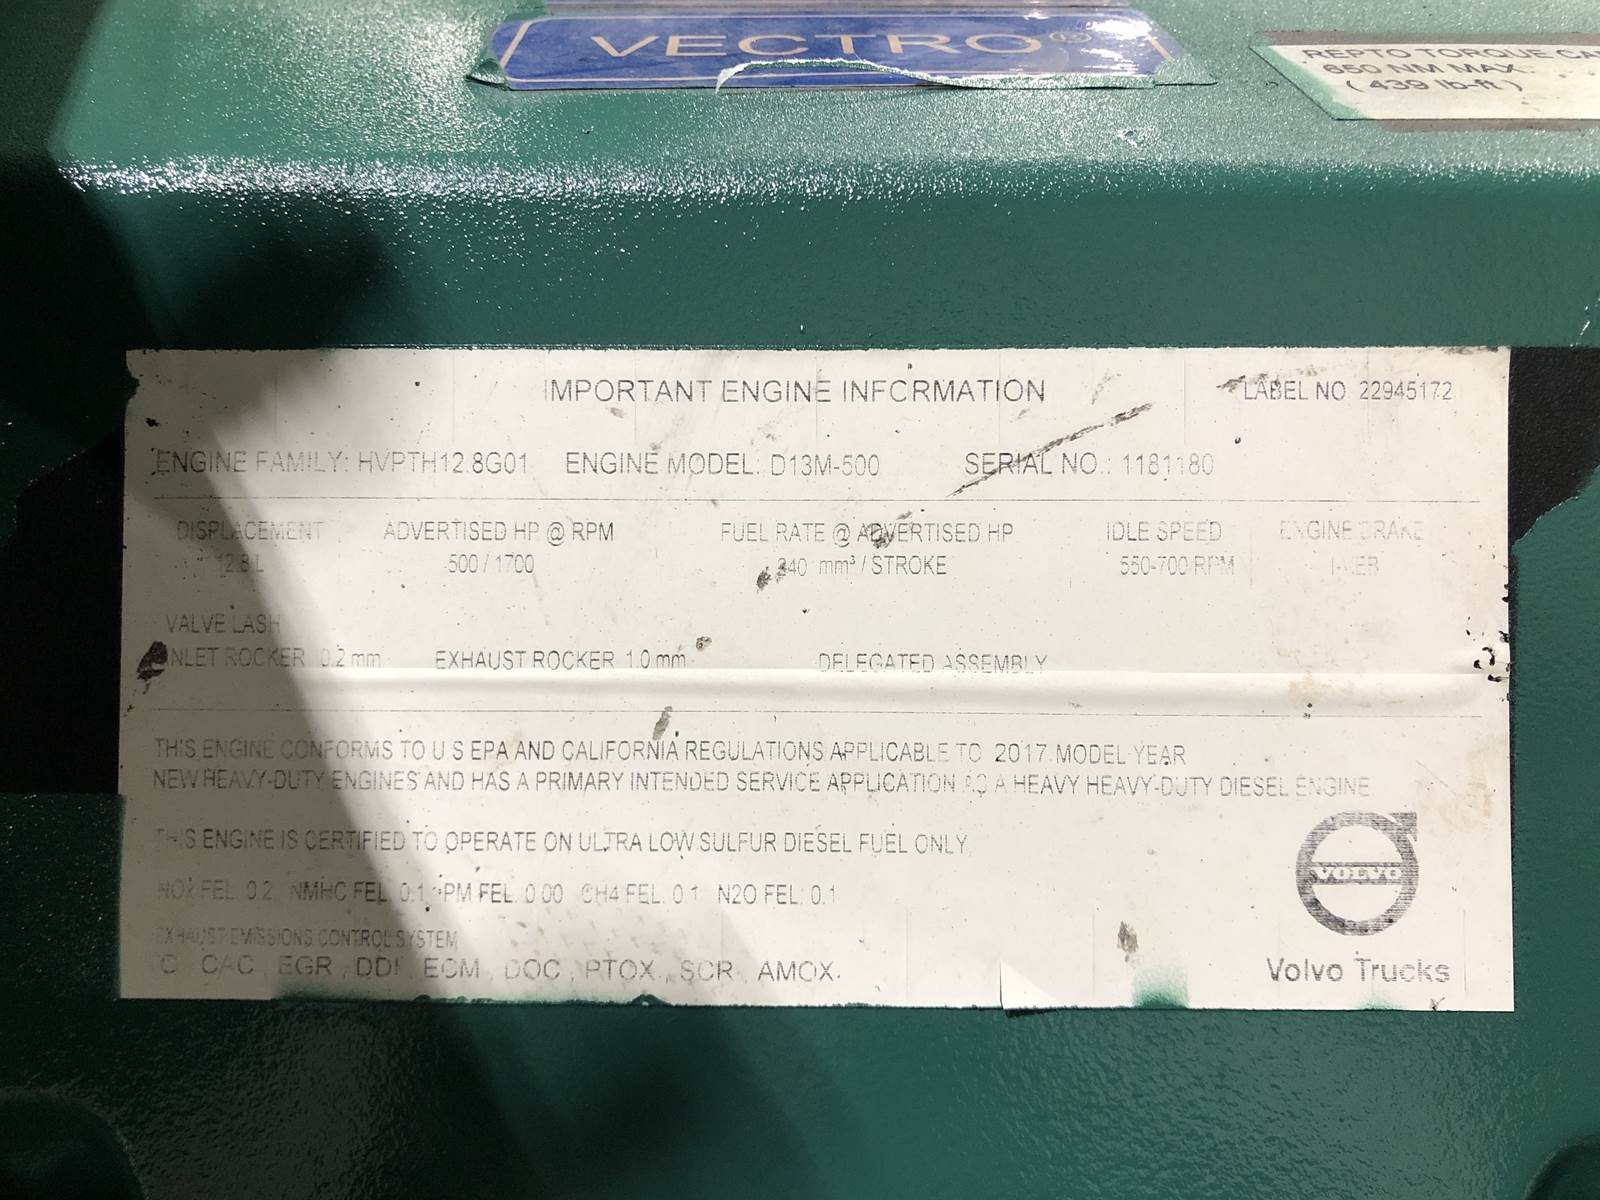 VECTRO®
REPTO TORQUE CA
650 NM MAX.
(439 lb-ft)
IMPORTANT ENGINE INFORMATION LABEL NO 22945172
ENGINE FAMILY: HVPTH12.8G01 ENGINE MODEL: D13M-500 SERIAL NO.: 1181180
DISPLACEMENT ADVERTISED HP @ RPM FUEL RATE @ ADVERTISED HP IDLE SPEED ENGINE BRAKE
12.8 L 500 / 1700 mm³ / STROKE 550-700 RPM
VALVE LASH
INLET ROCKER 0.2 mm EXHAUST ROCKER 1.0 mm DELEGATED ASSEMBLY
THIS ENGINE CONFORMS TO U S EPA AND CALIFORNIA REGULATIONS APPLICABLE TO 2017 MODEL YEAR
NEW HEAVY-DUTY ENGINES AND HAS A PRIMARY INTENDED SERVICE APPLICATION AS A HEAVY HEAVY-DUTY DIESEL ENGINE
THIS ENGINE IS CERTIFIED TO OPERATE ON ULTRA LOW SULFUR DIESEL FUEL ONLY
NOX FEL: 0.2 NMHC FEL: 0.1 PM FEL: 0.00 CH4 FEL: 0.1 N2O FEL: 0.1
EXHAUST EMISSIONS CONTROL SYSTEM
C , CAC , EGR , DDI , ECM , DOC , PTOX , SCR , AMOX.
VOLVO
Volvo Trucks